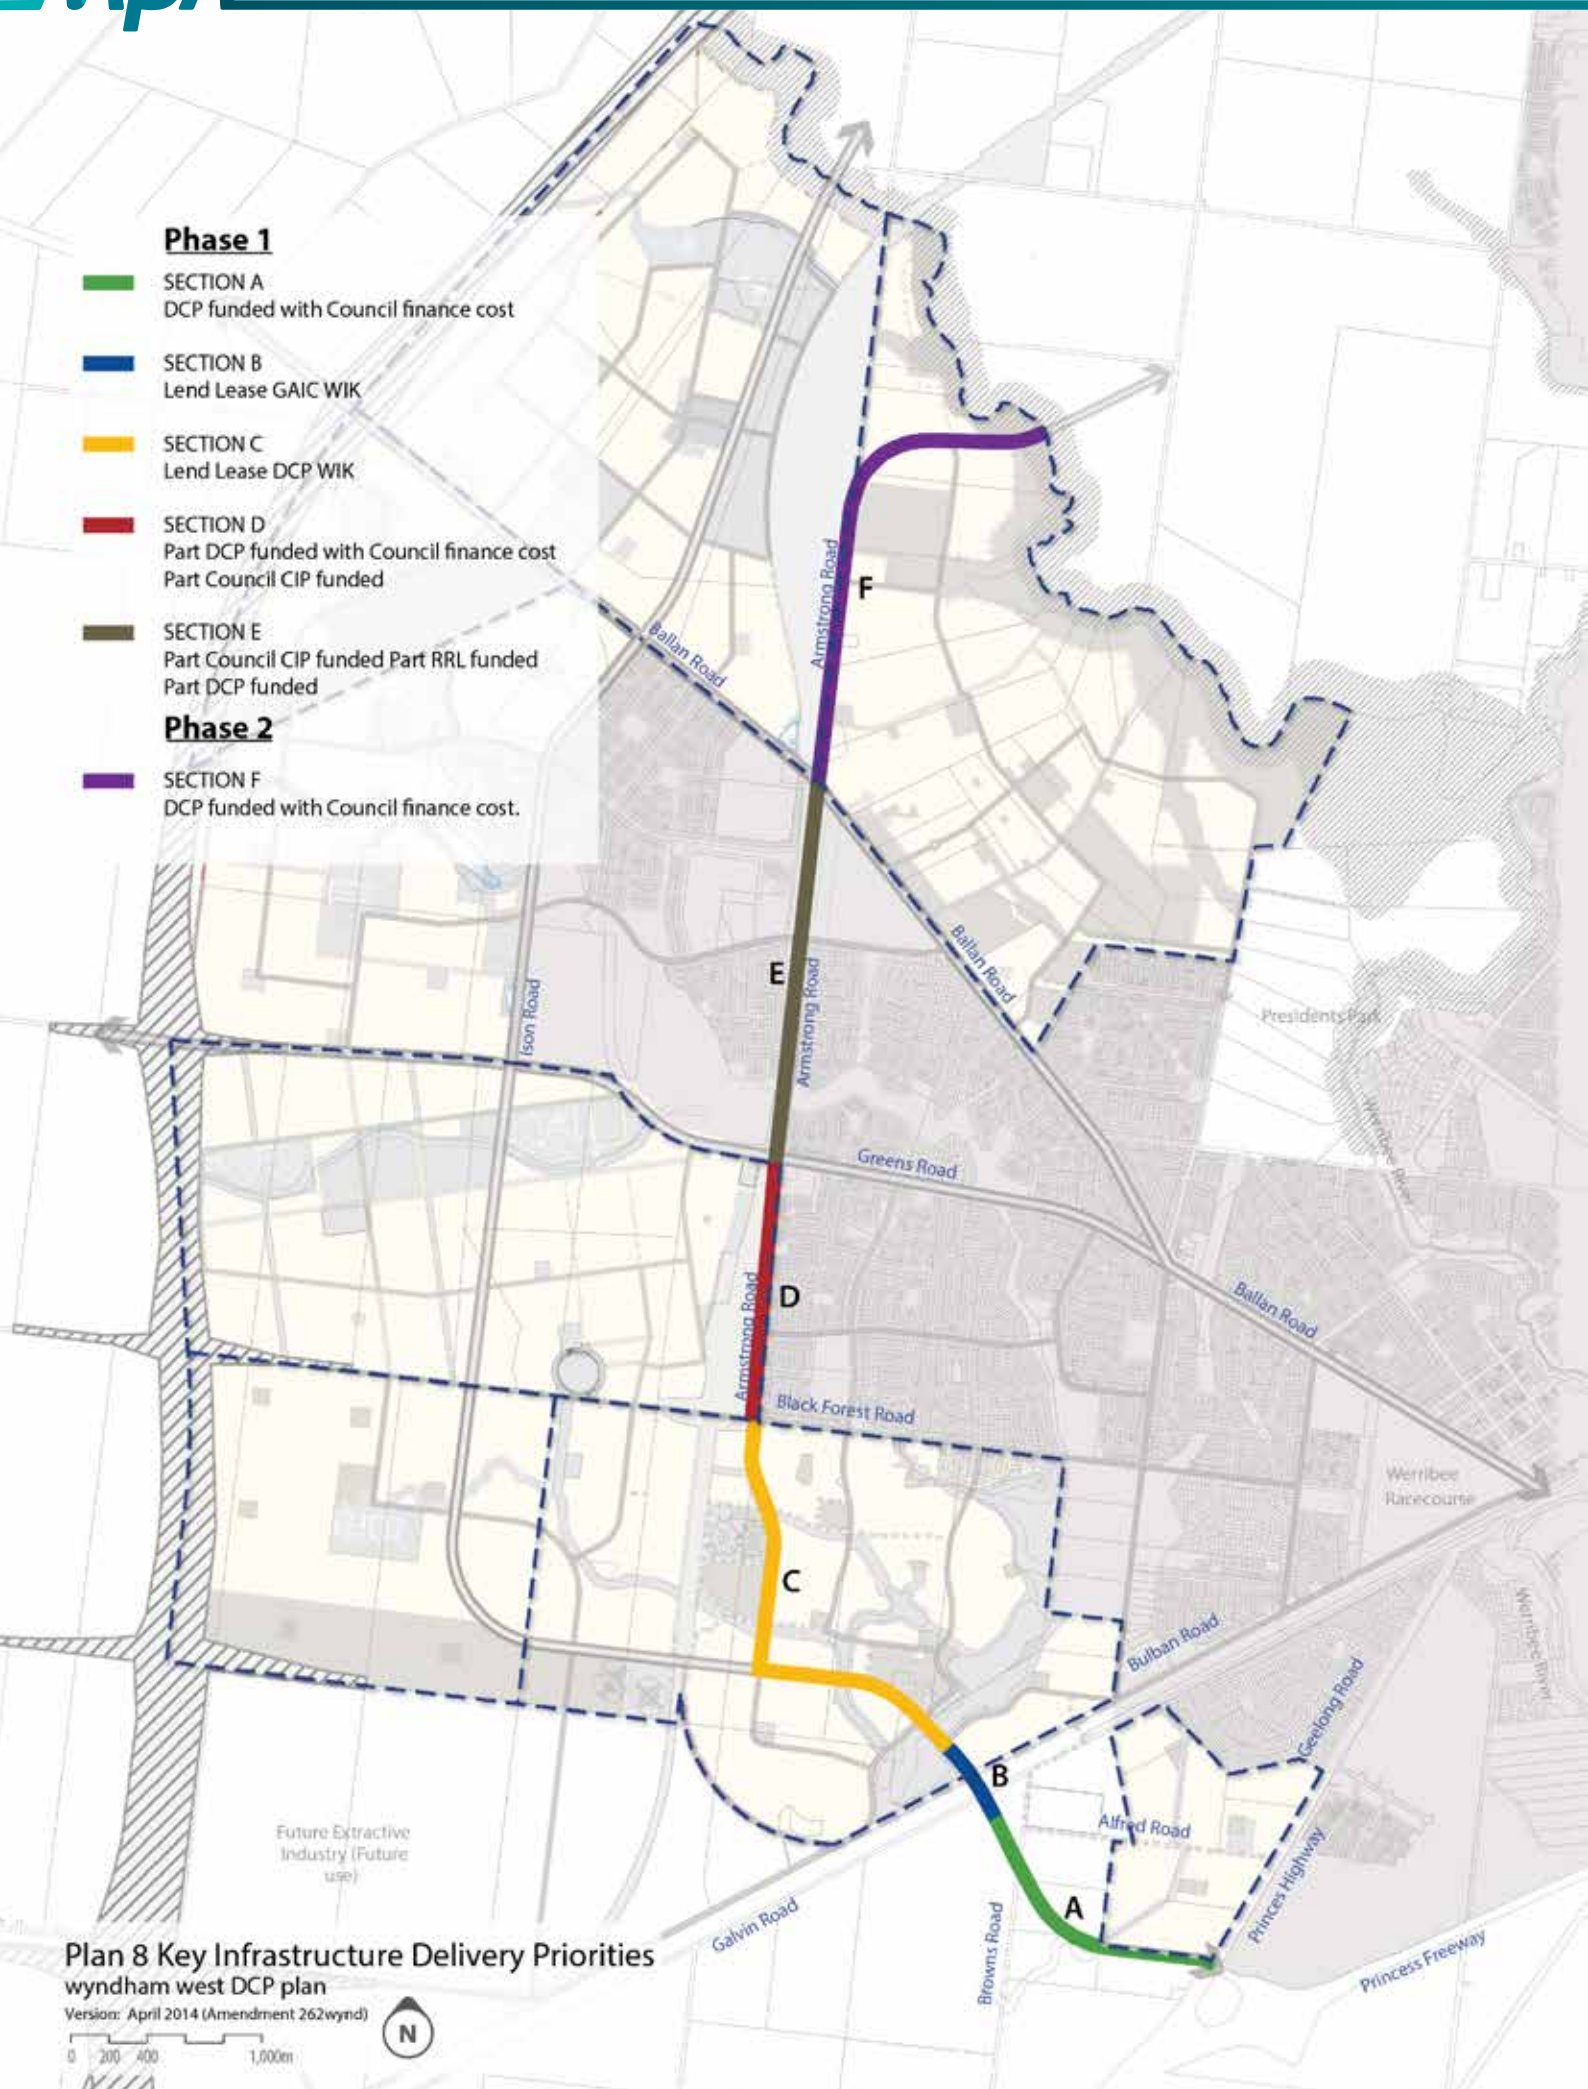 Phase 1
SECTION A
DCP funded with Council finance cost
SECTION B
Lend Lease GAIC WIK
SECTION C
Lend Lease DCP WIK
SECTION D
Part DCP funded with Council finance cost
Part Council CIP funded
SECTION E
Part Council CIP funded Part RRL funded
Part DCP funded
Phase 2
SECTION F
DCP funded with Council finance cost.
Armstrong Road
F
Ballan Road
E
Armstrong Road
Ballan Road
Ison Road
Presidents Park
Werribee River
Greens Road
Armstrong Road
D
Ballan Road
Black Forest Road
Werribee
Racecourse
C
Bulban Road
Werribee River
Geelong Road
B
Alfred Road
Future Extractive
Industry (Future
use)
A
Princes Highway
Galvin Road
Browns Road
Princess Freeway
Plan 8 Key Infrastructure Delivery Priorities
wyndham west DCP plan
Version: April 2014 (Amendment 262wynd)
N
0 200 400 1,000m